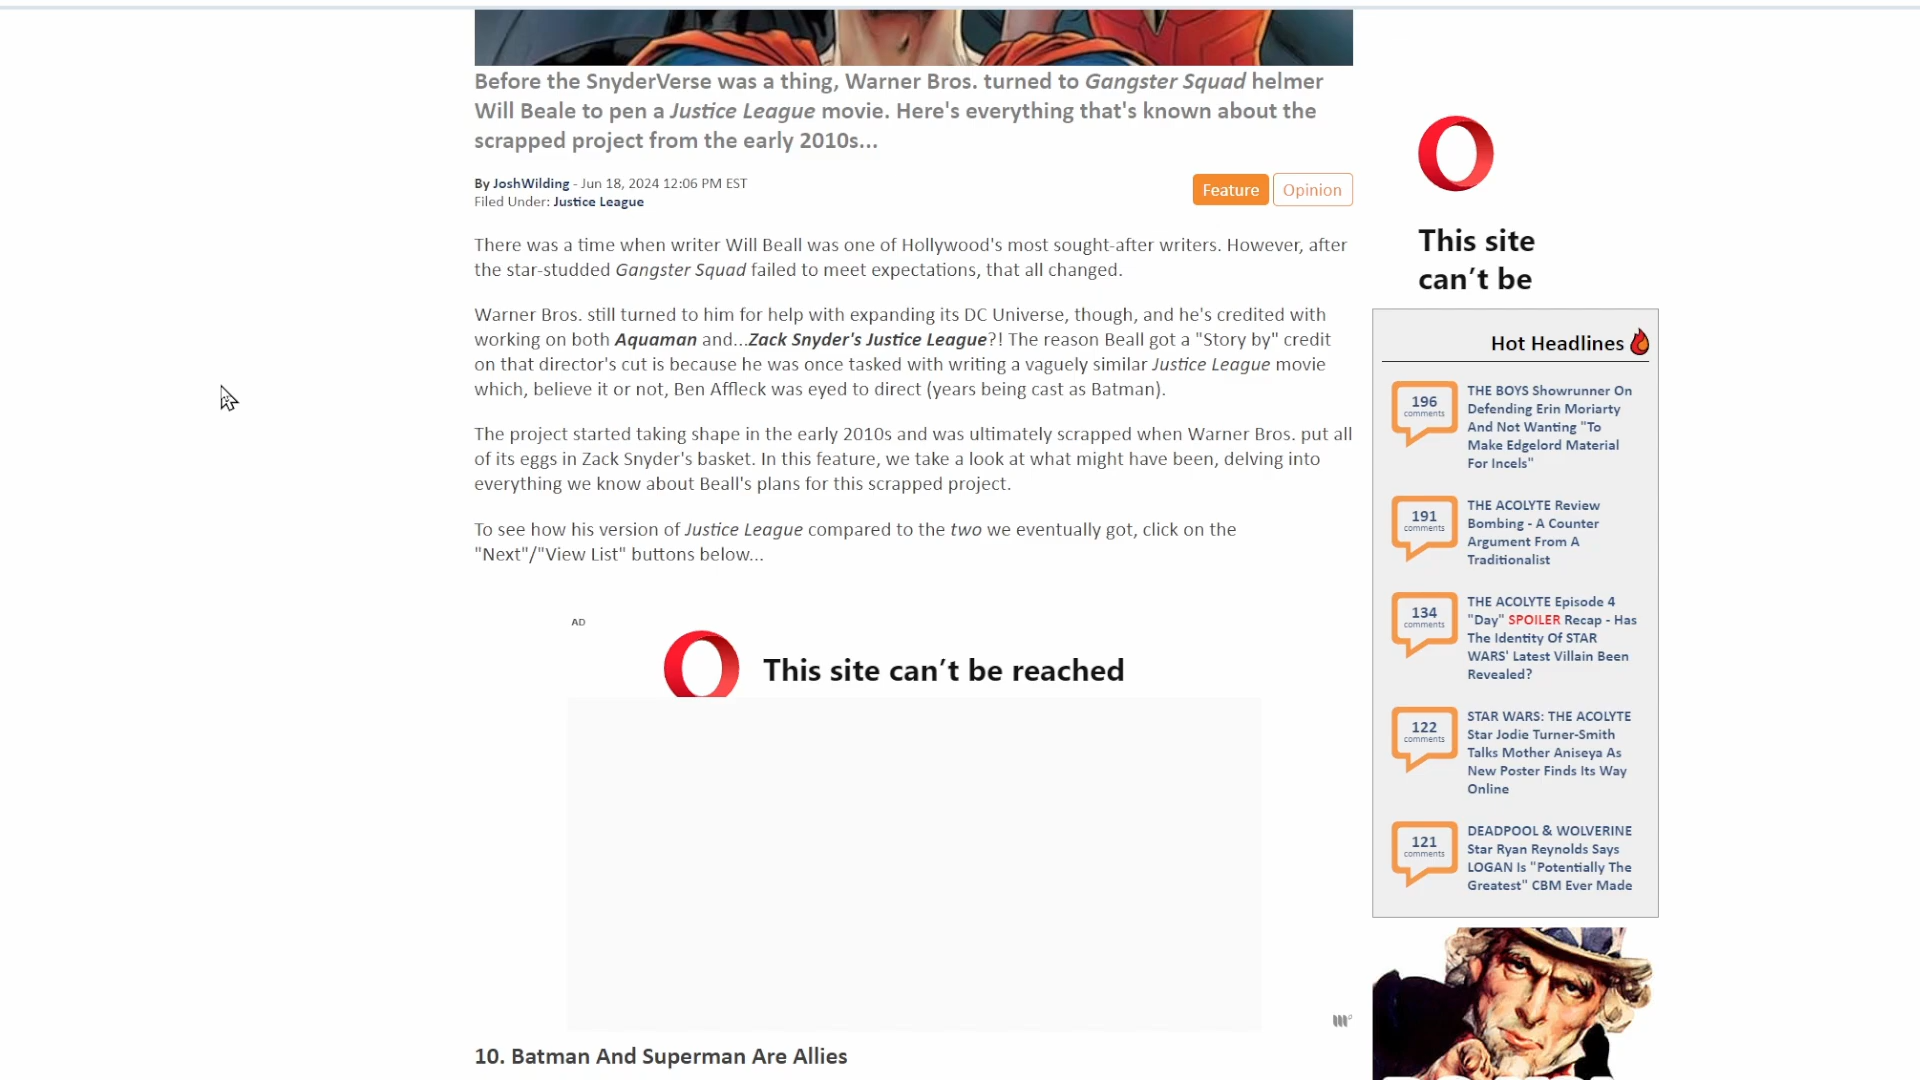 Before the SnyderVerse was a thing, Warner Bros. turned to Gangster Squad helmer
Will Beale to pen a Justice League movie. Here's everything that's known about the
scrapped project from the early 2010s...
By JoshWilding - Jun 18, 2024 12:06 PM EST
Filed Under: Justice League
Feature
Opinion
There was a time when writer Will Beall was one of Hollywood's most sought-after writers. However, after
the star-studded Gangster Squad failed to meet expectations, that all changed.
Warner Bros. still turned to him for help with expanding its DC Universe, though, and he's credited with
working on both Aquaman and...Zack Snyder's Justice League?! The reason Beall got a "Story by" credit
on that director's cut is because he was once tasked with writing a vaguely similar Justice League movie
which, believe it or not, Ben Affleck was eyed to direct (years being cast as Batman).
The project started taking shape in the early 2010s and was ultimately scrapped when Warner Bros. put all
of its eggs in Zack Snyder's basket. In this feature, we take a look at what might have been, delving into
everything we know about Beall's plans for this scrapped project.
To see how his version of Justice League compared to the two we eventually got, click on the
"Next"/"View List" buttons below...
AD
This site can't be reached
10. Batman And Superman Are Allies
This site
can't be
Hot Headlines
196
comments
THE BOYS Showrunner On
Defending Erin Moriarty
And Not Wanting "To
Make Edgelord Material
For Incels"
191
comments
THE ACOLYTE Review
Bombing - A Counter
Argument From A
Traditionalist
134
comments
THE ACOLYTE Episode 4
"Day" SPOILER Recap - Has
The Identity Of STAR
WARS' Latest Villain Been
Revealed?
122
comments
STAR WARS: THE ACOLYTE
Star Jodie Turner-Smith
Talks Mother Aniseya As
New Poster Finds Its Way
Online
121
comments
DEADPOOL & WOLVERINE
Star Ryan Reynolds Says
LOGAN Is "Potentially The
Greatest" CBM Ever Made